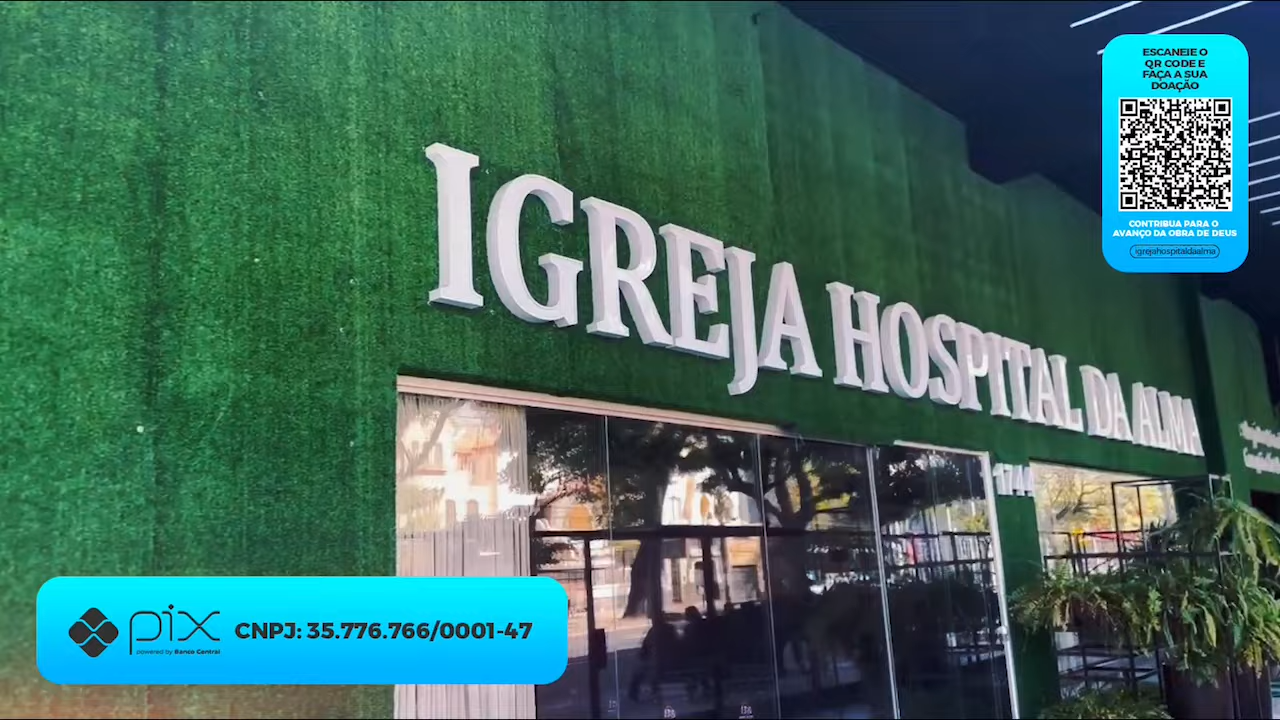 ESCANEIE O
QR CODE E
FAÇA A SUA
DOAÇÃO
CONTRIBUA PARA O
AVANÇO DA OBRA DE DEUS
igrejahospitaldaalma
IGREJA HOSPITAL DA ALMA
1744
pix
powered by Banco Central
CNPJ: 35.776.766/0001-47